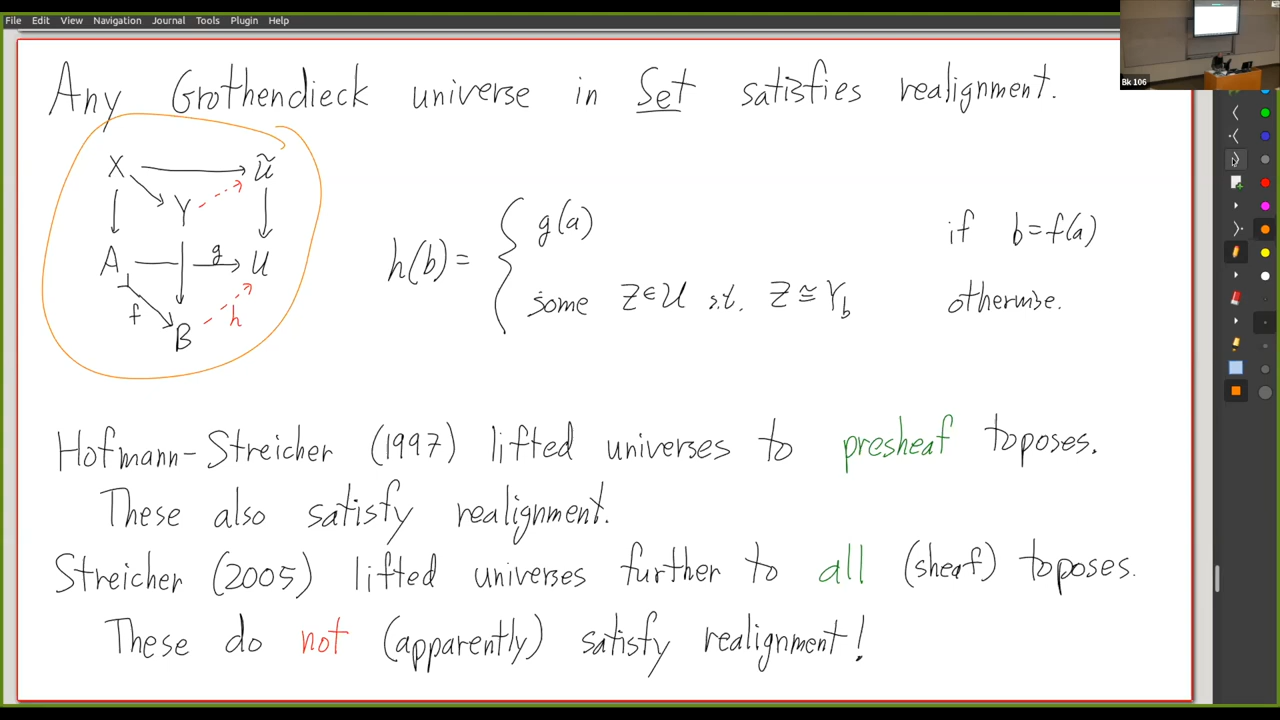 File Edit View Navigation Journal Tools Plugin Help
Bk 106
Any Grothendieck universe in Set satisfies realignment.
X Ũ
Y
A g U
f h
B
h(b) = { g(a) if b=f(a)
some Z∈U s.t. Z≅Y_b otherwise.
Hofmann-Streicher (1997) lifted universes to presheaf toposes.
These also satisfy realignment.
Streicher (2005) lifted universes further to all (sheaf) toposes.
These do not (apparently) satisfy realignment!